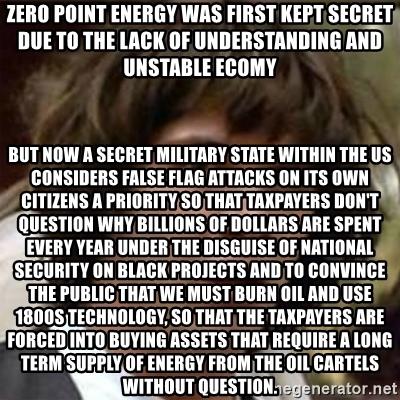 ZERO POINT ENERGY WAS FIRST KEPT SECRET
DUE TO THE LACK OF UNDERSTANDING AND
UNSTABLE ECOMY
BUT NOW A SECRET MILITARY STATE WITHIN THE US
CONSIDERS FALSE FLAG ATTACKS ON ITS OWN
CITIZENS A PRIORITY SO THAT TAXPAYERS DON'T
QUESTION WHY BILLIONS OF DOLLARS ARE SPENT
EVERY YEAR UNDER THE DISGUISE OF NATIONAL
SECURITY ON BLACK PROJECTS AND TO CONVINCE
THE PUBLIC THAT WE MUST BURN OIL AND USE
1800S TECHNOLOGY, SO THAT THE TAXPAYERS ARE
FORCED INTO BUYING ASSETS THAT REQUIRE A LONG
TERM SUPPLY OF ENERGY FROM THE OIL CARTELS
WITHOUT QUESTION.
negenerator.net